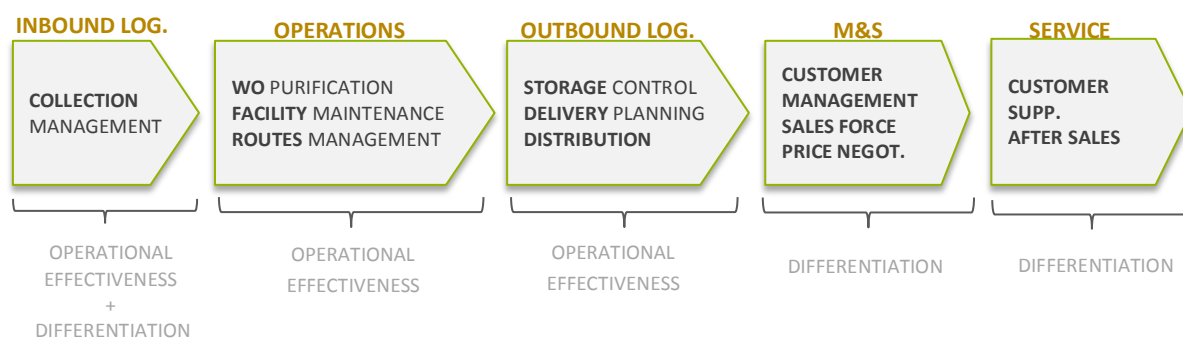 INBOUND LOG.
COLLECTION
MANAGEMENT
OPERATIONAL
EFFECTIVENESS
+
DIFFERENTIATION
OPERATIONS
WO PURIFICATION
FACILITY MAINTENANCE
ROUTES MANAGEMENT
OPERATIONAL
EFFECTIVENESS
OUTBOUND LOG.
STORAGE CONTROL
DELIVERY PLANNING
DISTRIBUTION
OPERATIONAL
EFFECTIVENESS
M&S
CUSTOMER
MANAGEMENT
SALES FORCE
PRICE NEGOT.
DIFFERENTIATION
SERVICE
CUSTOMER
SUPP.
AFTER SALES
DIFFERENTIATION